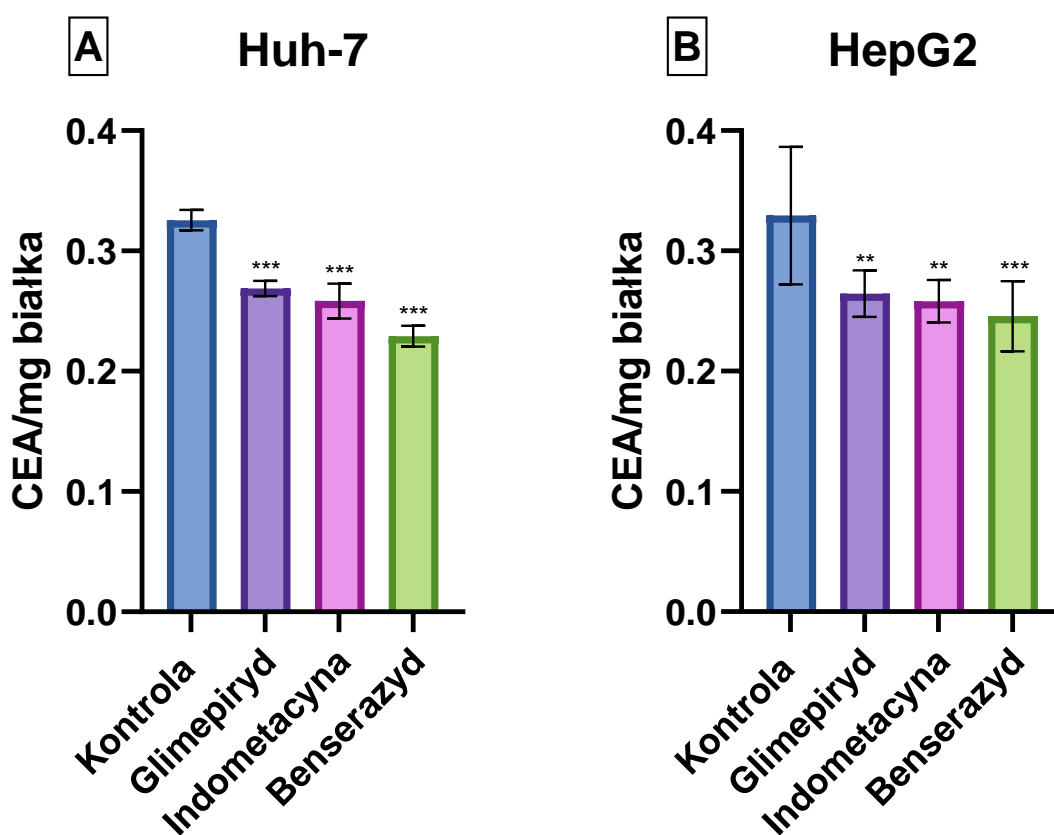 A
Huh-7
CEA/mg białka
0.4
0.3
0.2
0.1
0.0
***
***
***
Kontrola
Glimepiryd
Indometacyna
Benserazyd
B
HepG2
CEA/mg białka
0.4
0.3
0.2
0.1
0.0
**
**
***
Kontrola
Glimepiryd
Indometacyna
Benserazyd